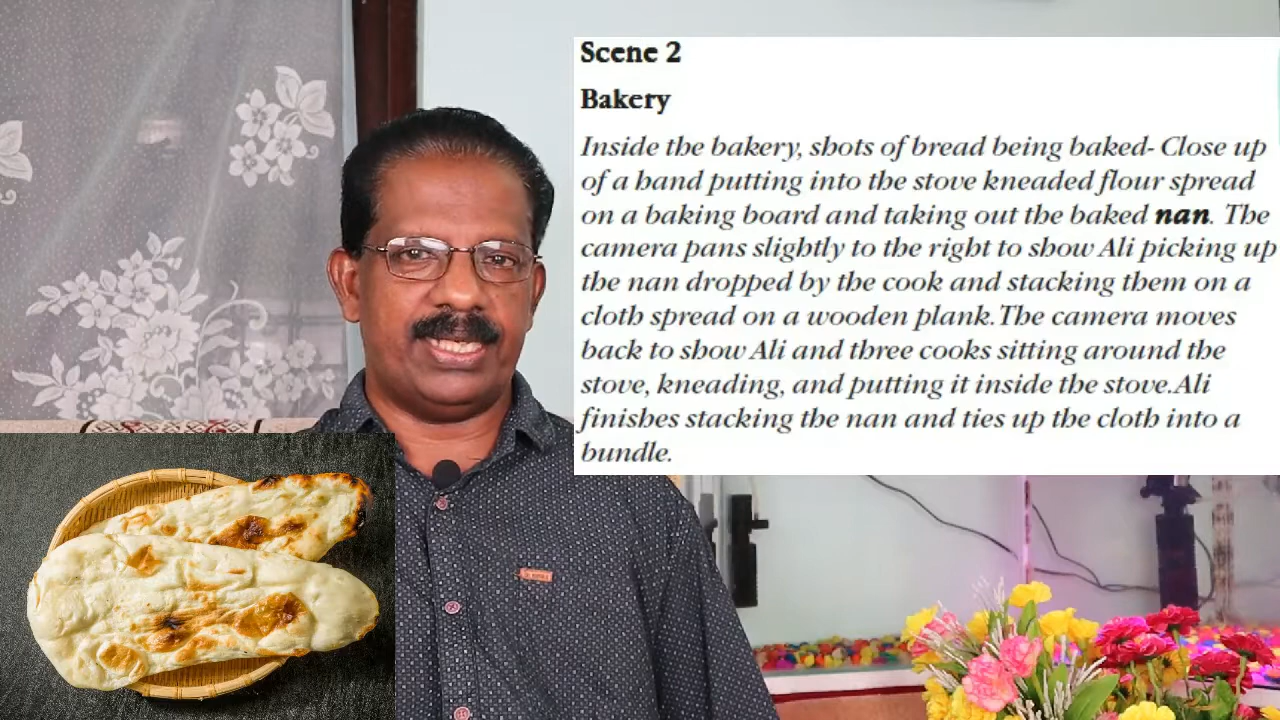 Scene 2
Bakery
Inside the bakery, shots of bread being baked- Close up
of a hand putting into the stove kneaded flour spread
on a baking board and taking out the baked nan. The
camera pans slightly to the right to show Ali picking up
the nan dropped by the cook and stacking them on a
cloth spread on a wooden plank.The camera moves
back to show Ali and three cooks sitting around the
stove, kneading, and putting it inside the stove.Ali
finishes stacking the nan and ties up the cloth into a
bundle.